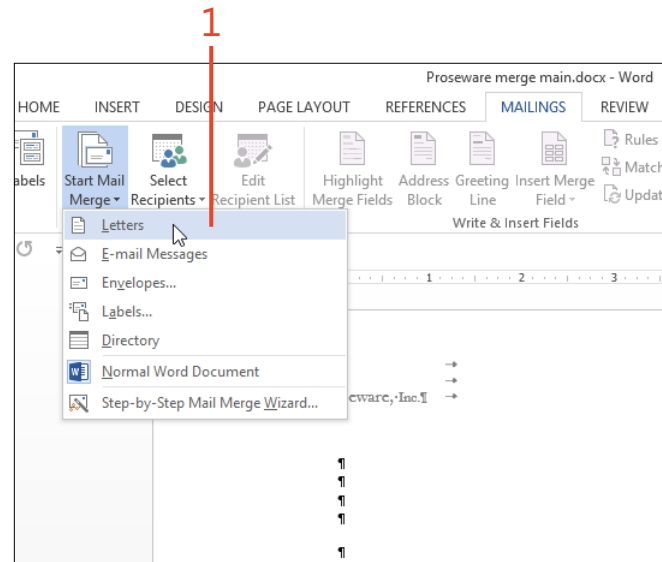 1
Proseware merge main.docx - Word
HOME INSERT DESIGN PAGE LAYOUT REFERENCES MAILINGS REVIEW
abels
Start Mail Merge
Select Recipients
Edit Recipient List
Highlight Merge Fields
Address Block
Greeting Line
Insert Merge Field
Rules
Match
Updat
Write & Insert Fields
Letters
E-mail Messages
Envelopes...
Labels...
Directory
Normal Word Document
Step-by-Step Mail Merge Wizard...
1 2 3
eware,·Inc.¶
¶
¶
¶
¶
¶